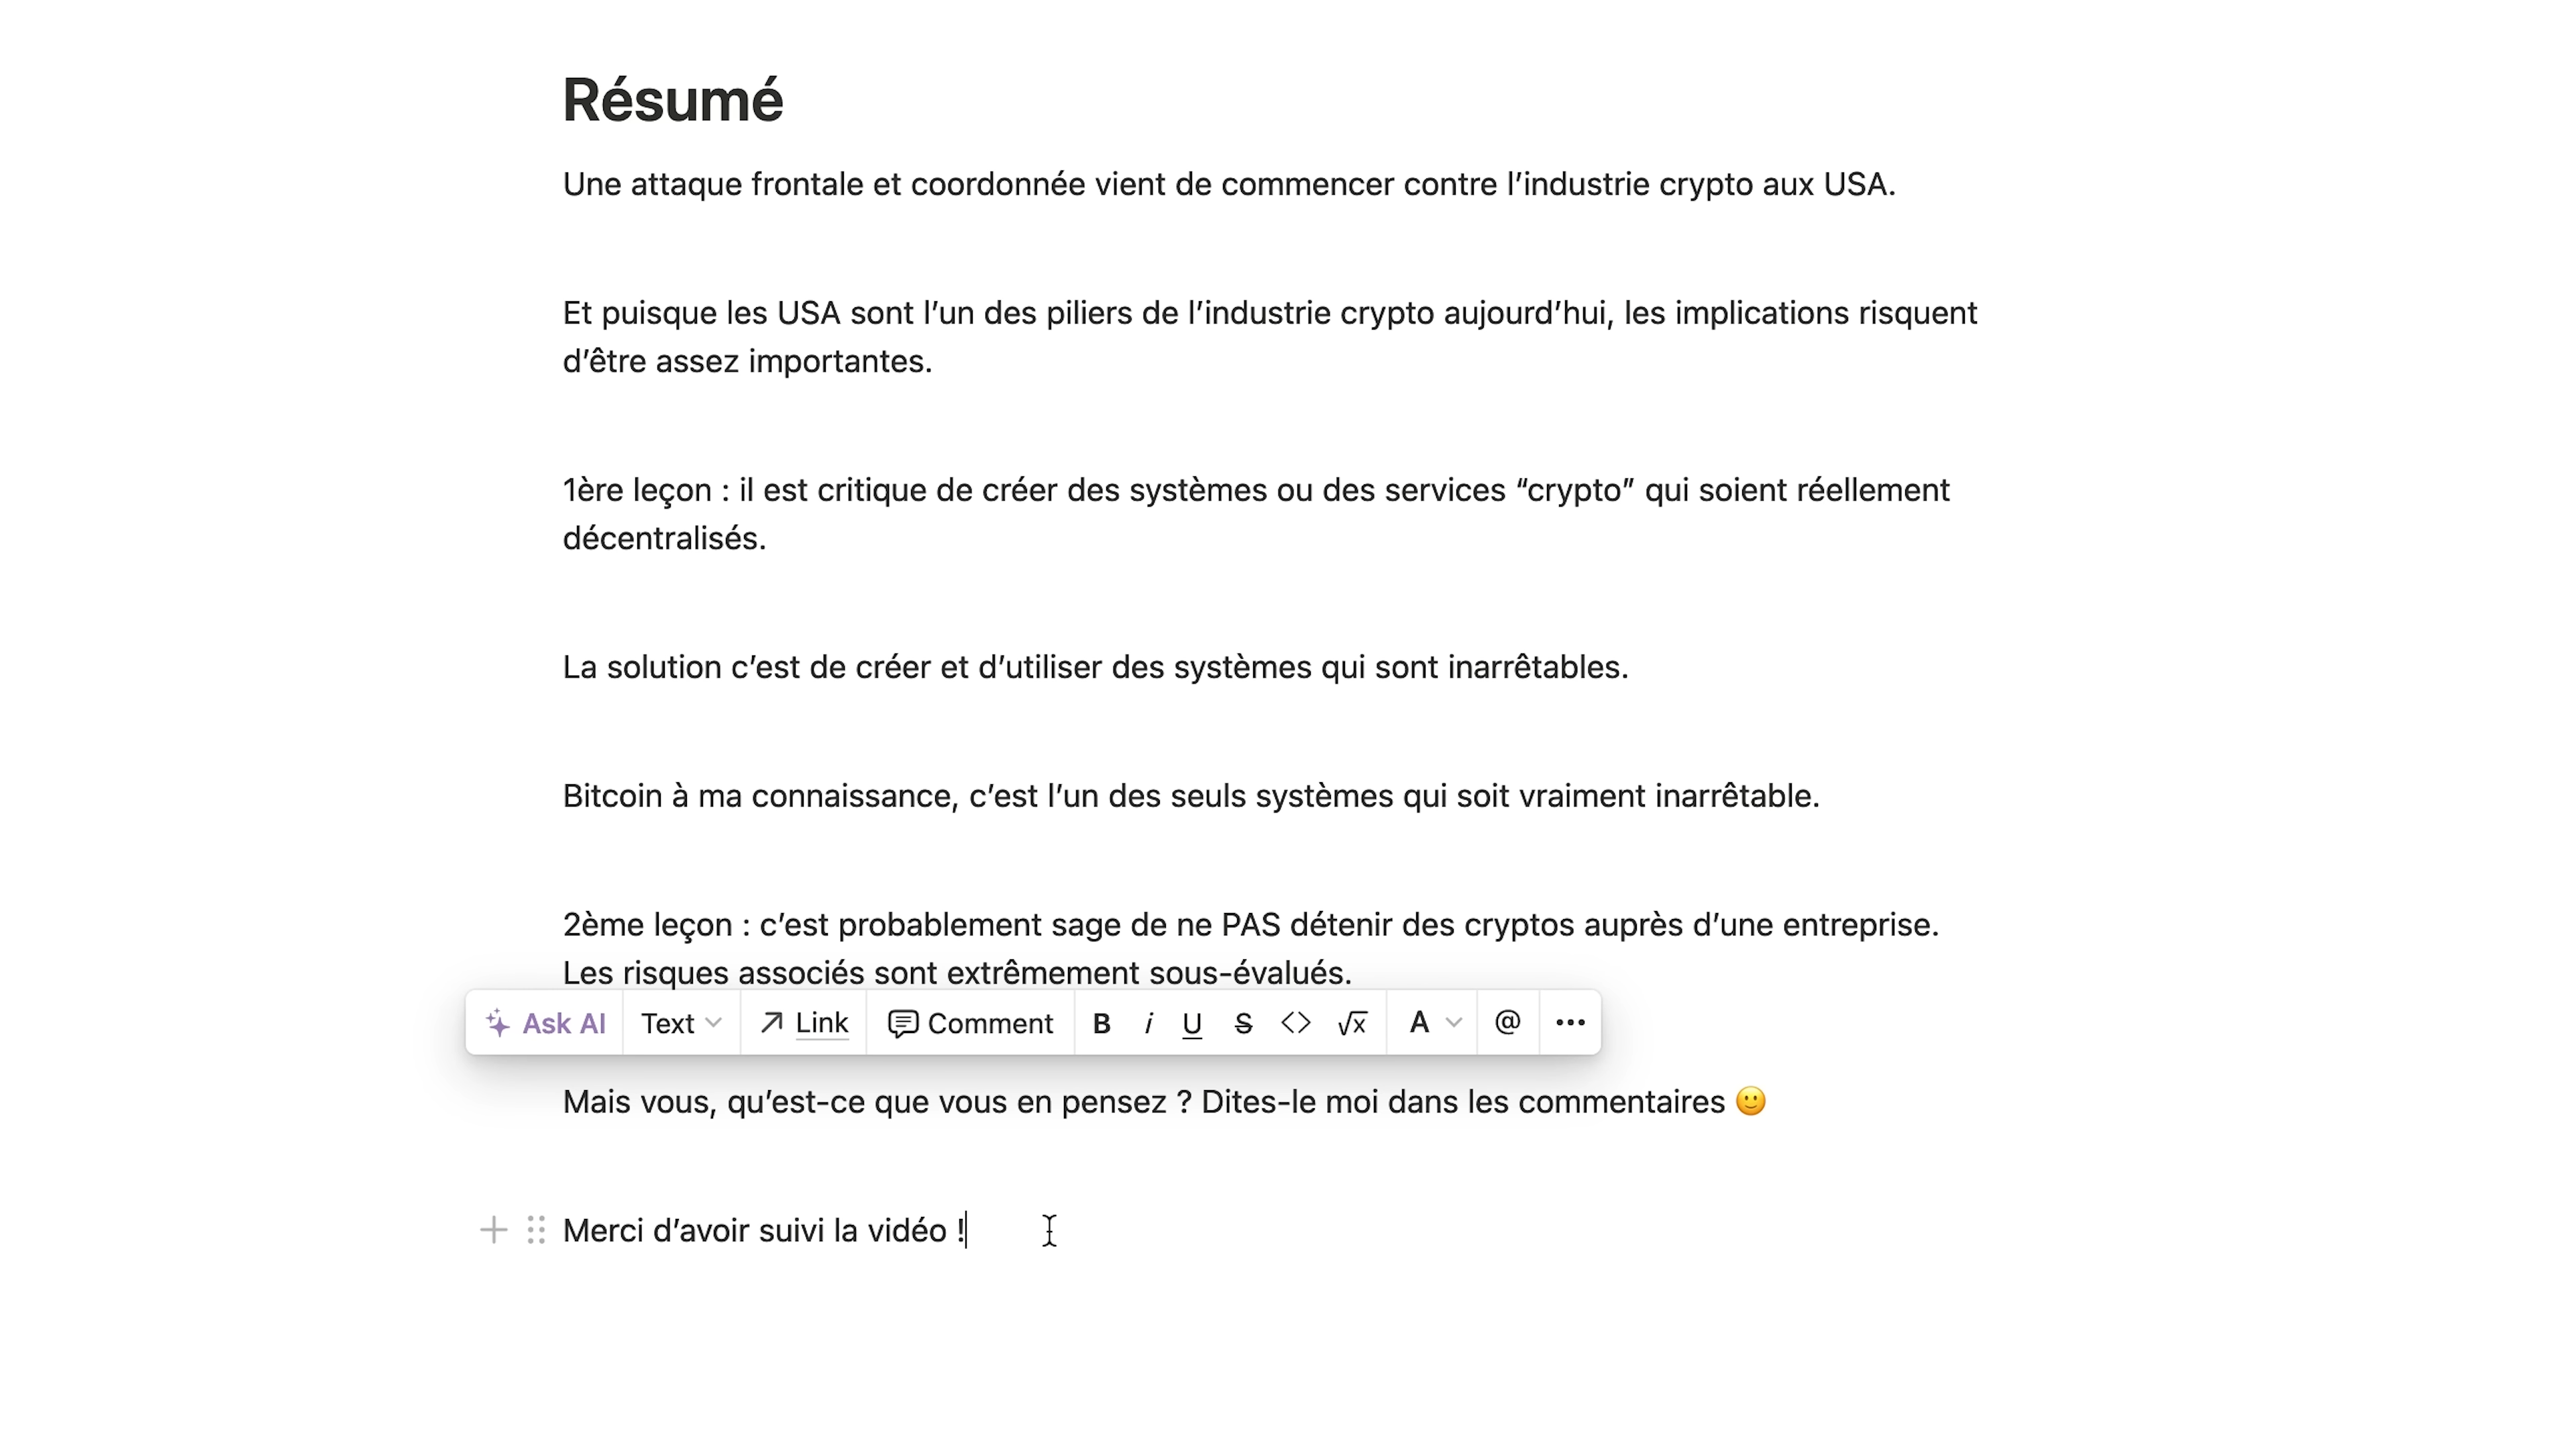 Résumé
Une attaque frontale et coordonnée vient de commencer contre l’industrie crypto aux USA.
Et puisque les USA sont l’un des piliers de l’industrie crypto aujourd’hui, les implications risquent
d’être assez importantes.
1ère leçon : il est critique de créer des systèmes ou des services “crypto” qui soient réellement
décentralisés.
La solution c’est de créer et d’utiliser des systèmes qui sont inarrêtables.
Bitcoin à ma connaissance, c’est l’un des seuls systèmes qui soit vraiment inarrêtable.
2ème leçon : c’est probablement sage de ne PAS détenir des cryptos auprès d’une entreprise.
Les risques associés sont extrêmement sous-évalués.
Ask AI Text Link Comment B i U S <> √x A @ •••
Mais vous, qu’est-ce que vous en pensez ? Dites-le moi dans les commentaires 🙂
Merci d’avoir suivi la vidéo !